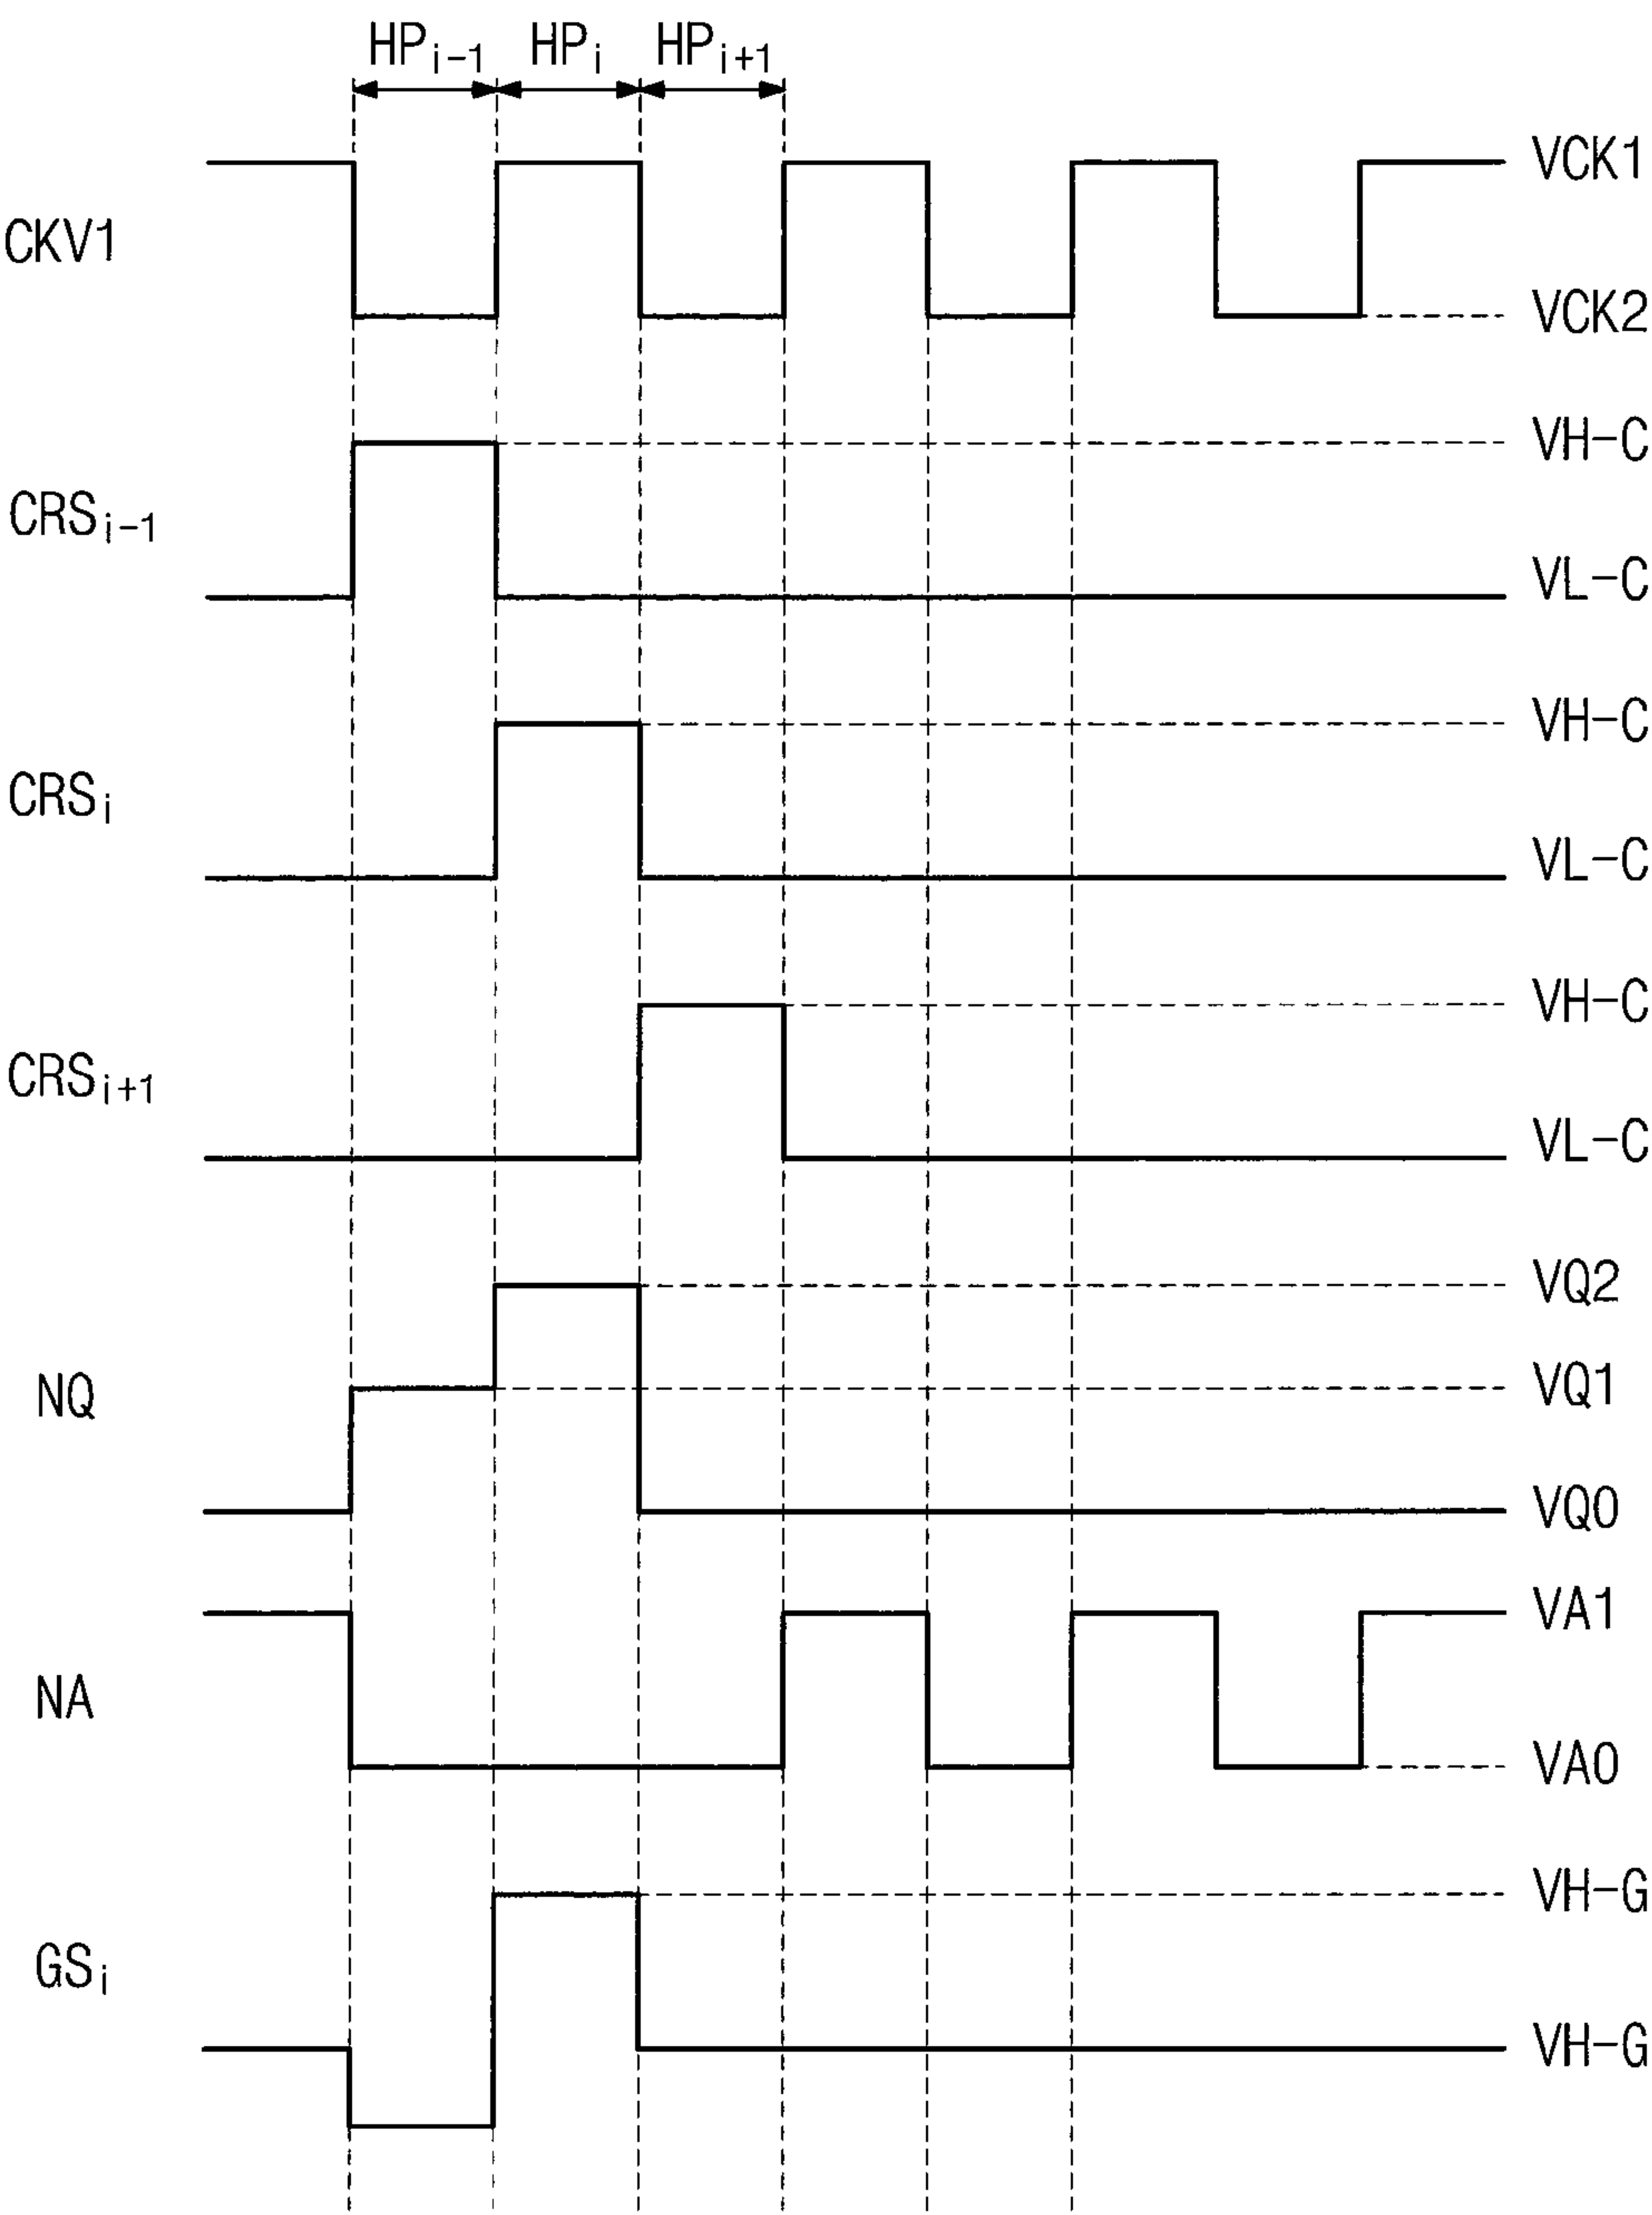 HPi-1 HPi HPi+1
VCK1
CKV1
VCK2
VH-C
CRSi-1
VL-C
VH-C
CRSi
VL-C
VH-C
CRSi+1
VL-C
VQ2
NQ
VQ1
VQ0
VA1
NA
VA0
VH-G
GSi
VH-G